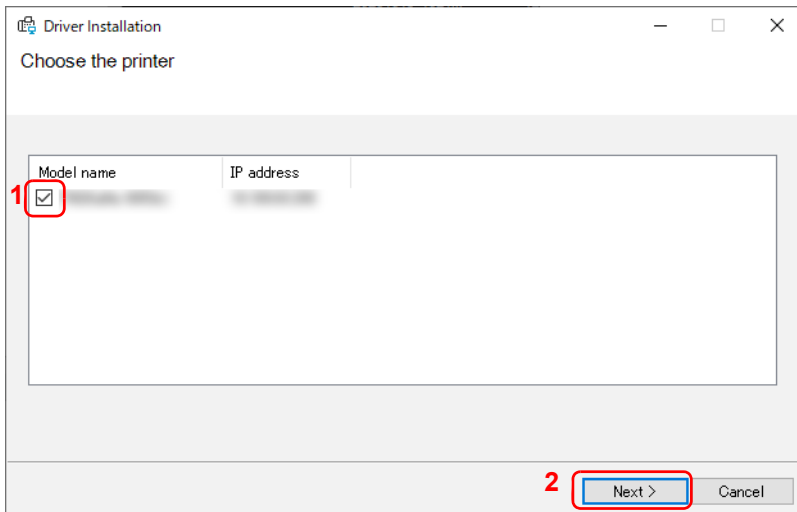 Driver Installation
Choose the printer
Model name IP address
1
2 Next > Cancel